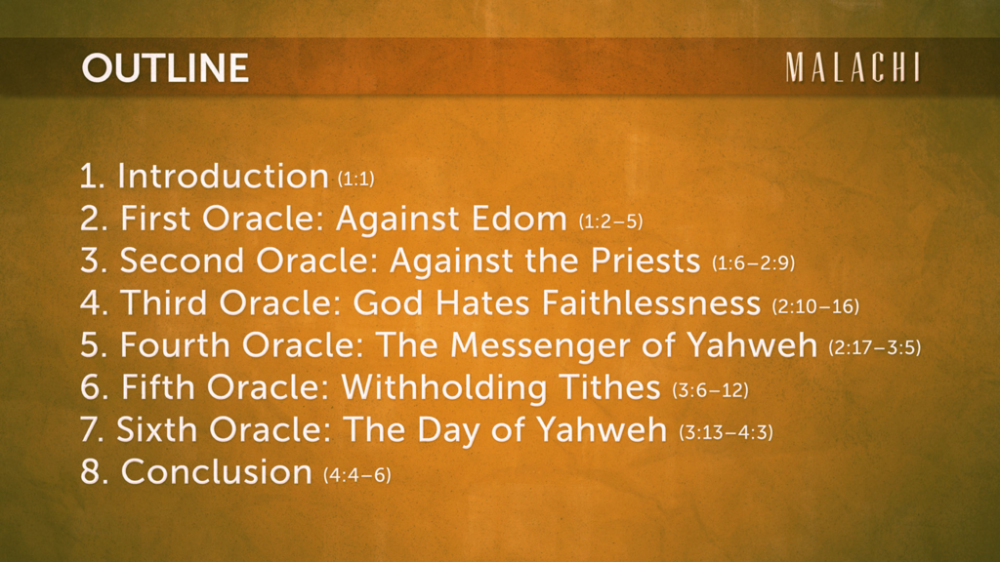 OUTLINE
MALACHI
1. Introduction (1:1)
2. First Oracle: Against Edom (1:2–5)
3. Second Oracle: Against the Priests (1:6–2:9)
4. Third Oracle: God Hates Faithlessness (2:10–16)
5. Fourth Oracle: The Messenger of Yahweh (2:17–3:5)
6. Fifth Oracle: Withholding Tithes (3:6–12)
7. Sixth Oracle: The Day of Yahweh (3:13–4:3)
8. Conclusion (4:4–6)